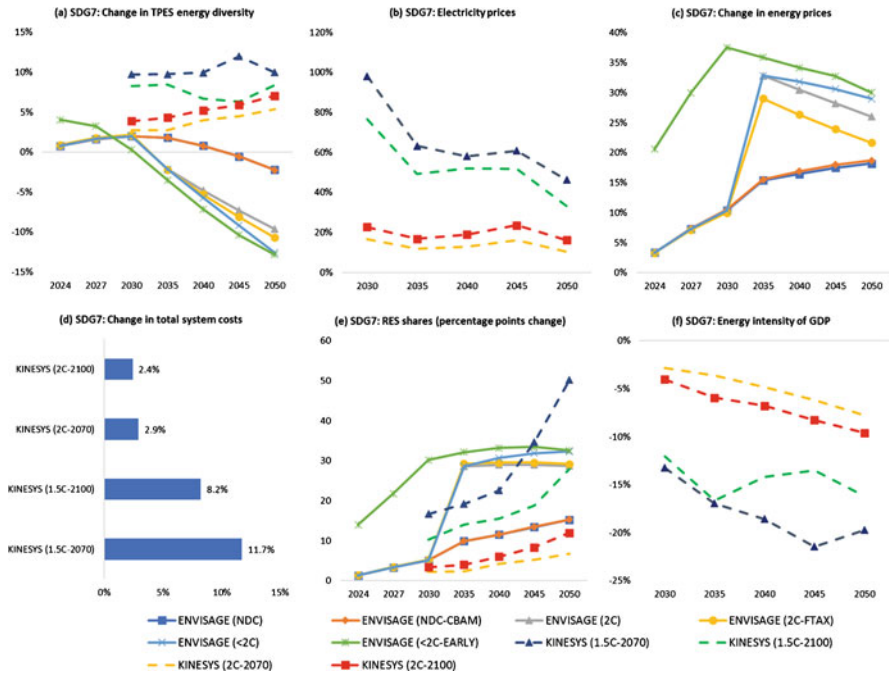 (a) SDG7: Change in TPES energy diversity
15%
10%
5%
0%
-5%
-10%
-15%
2024 2027 2030 2035 2040 2045 2050
(b) SDG7: Electricity prices
120%
100%
80%
60%
40%
20%
0%
2030 2035 2040 2045 2050
(c) SDG7: Change in energy prices
40%
35%
30%
25%
20%
15%
10%
5%
0%
2024 2027 2030 2035 2040 2045 2050
(d) SDG7: Change in total system costs
KINESYS (2C-2100) 2.4%
KINESYS (2C-2070) 2.9%
KINESYS (1.5C-2100) 8.2%
KINESYS (1.5C-2070) 11.7%
0% 5% 10% 15%
(e) SDG7: RES shares (percentage points change)
60
50
40
30
20
10
0
2024 2027 2030 2035 2040 2045 2050
(f) SDG7: Energy intensity of GDP
0%
-5%
-10%
-15%
-20%
-25%
2030 2035 2040 2045 2050
ENVISAGE (NDC) ENVISAGE (NDC-CBAM) ENVISAGE (2C) ENVISAGE (2C-FTAX)
ENVISAGE (<2C) ENVISAGE (<2C-EARLY) KINESYS (1.5C-2070) KINESYS (1.5C-2100)
KINESYS (2C-2070) KINESYS (2C-2100)